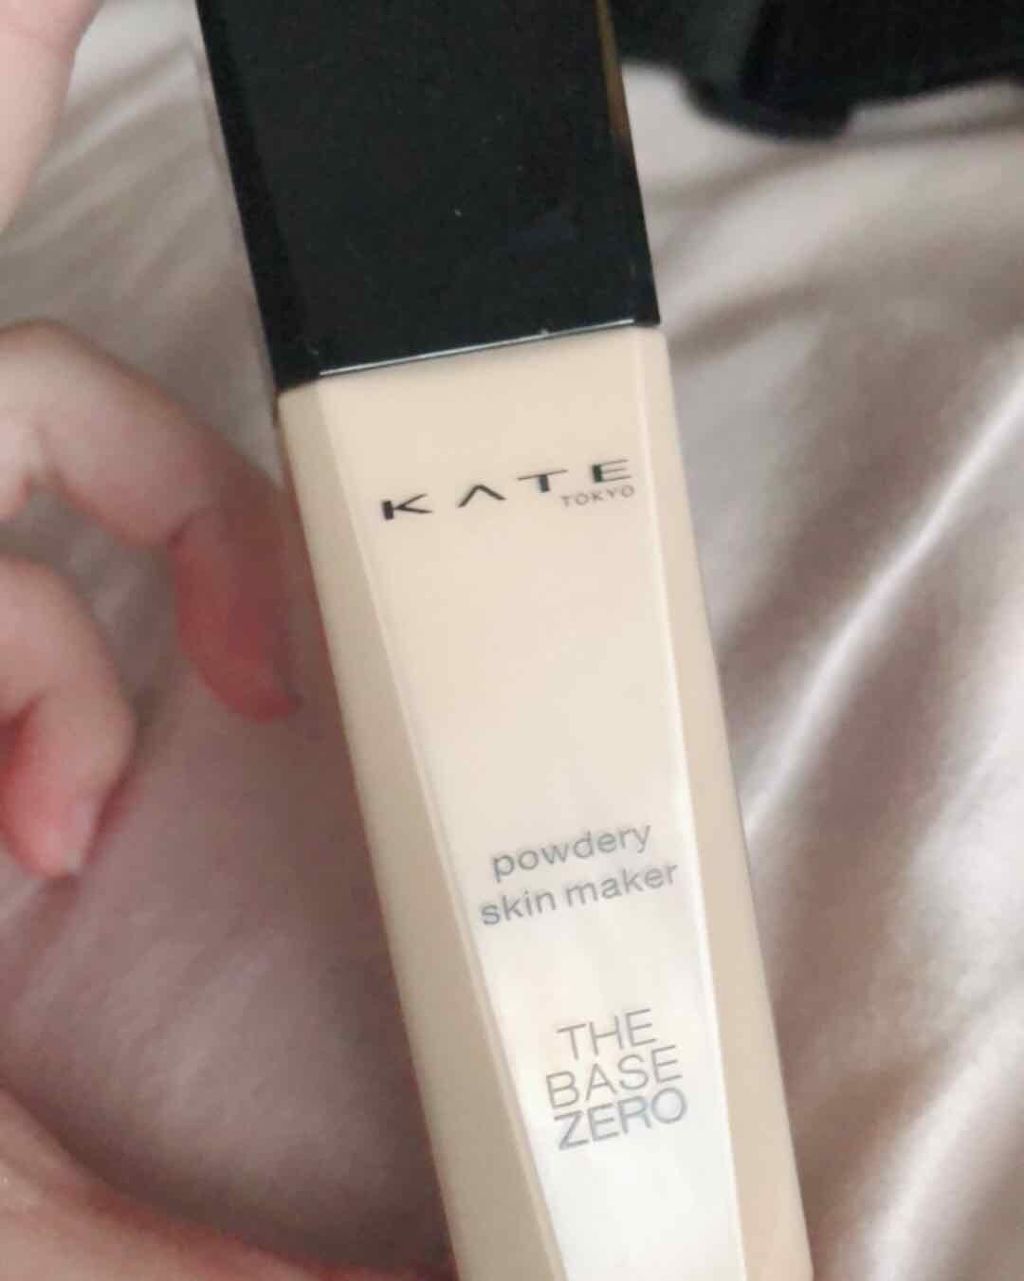 KATE
TOKYO
powdery
skin maker
THE
BASE
ZERO